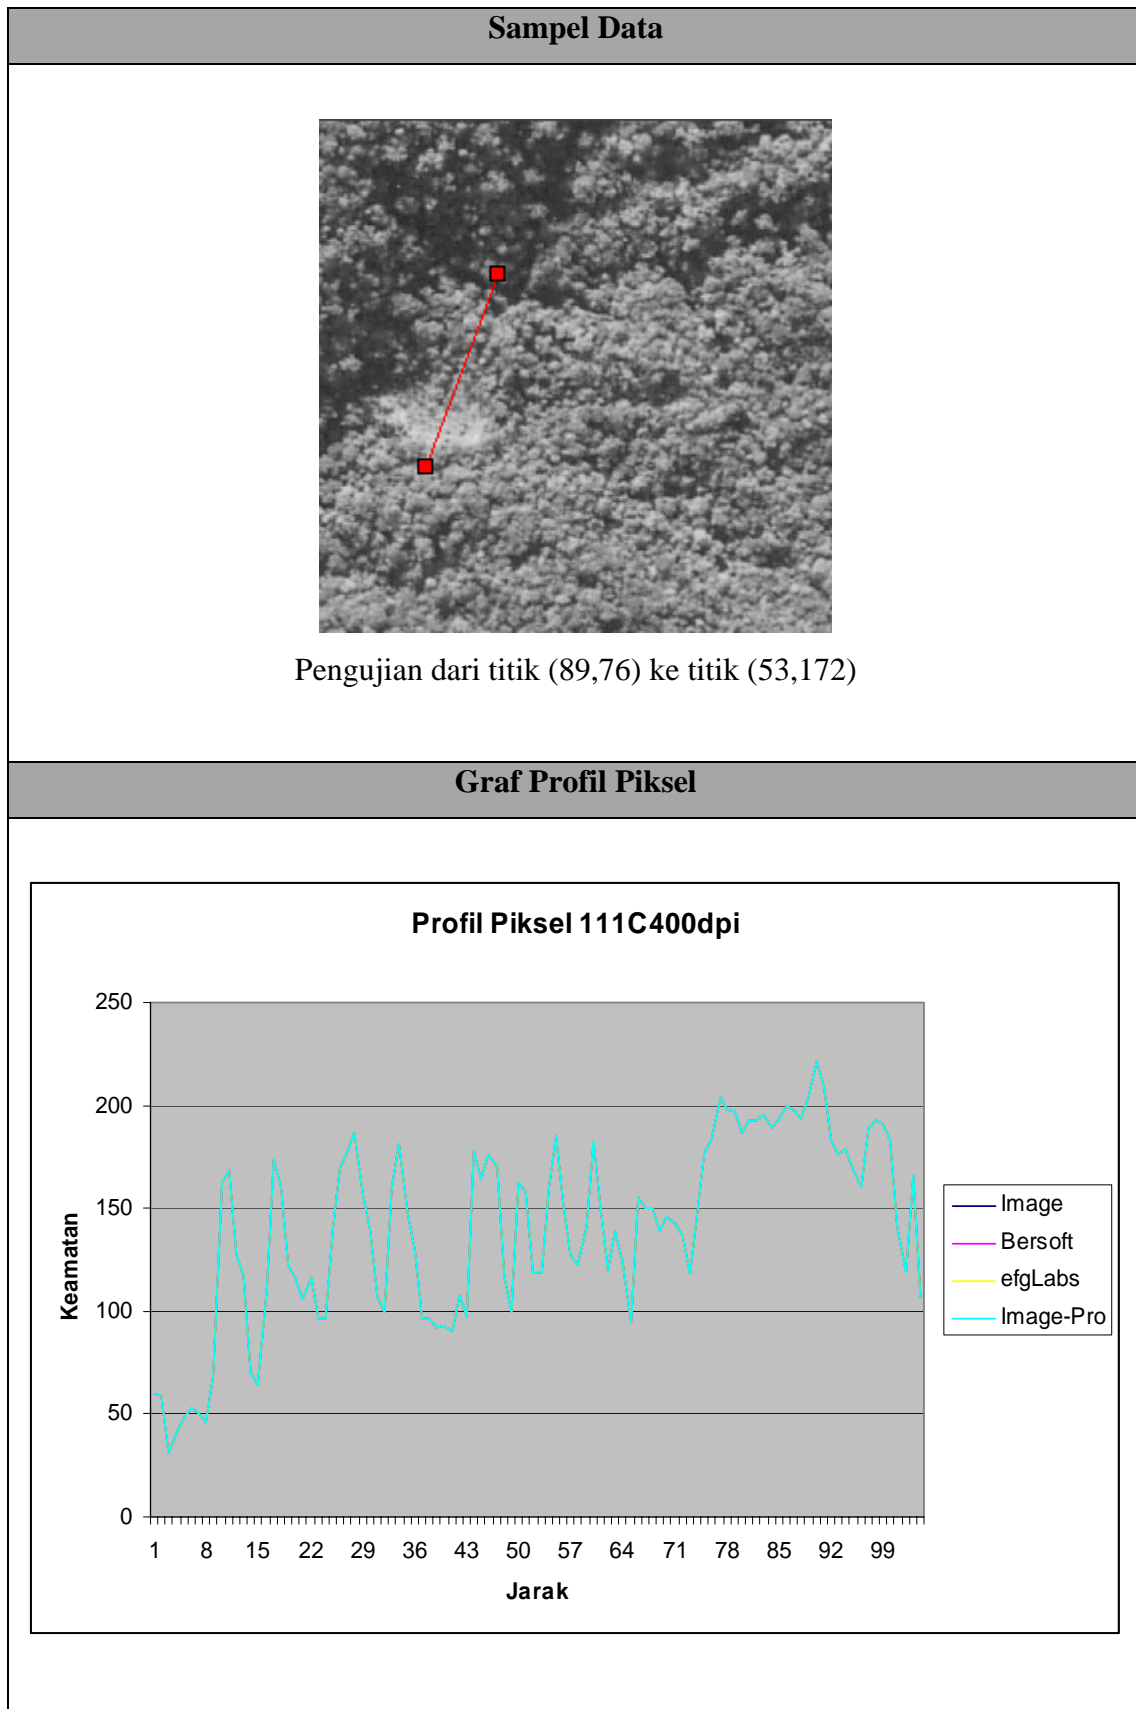 Sampel Data
Pengujian dari titik (89,76) ke titik (53,172)
Graf Profil Piksel
Profil Piksel 111C400dpi
250
200
150
100
50
0
Keamatan
1 8 15 22 29 36 43 50 57 64 71 78 85 92 99
Jarak
Image
Bersoft
efgLabs
Image-Pro